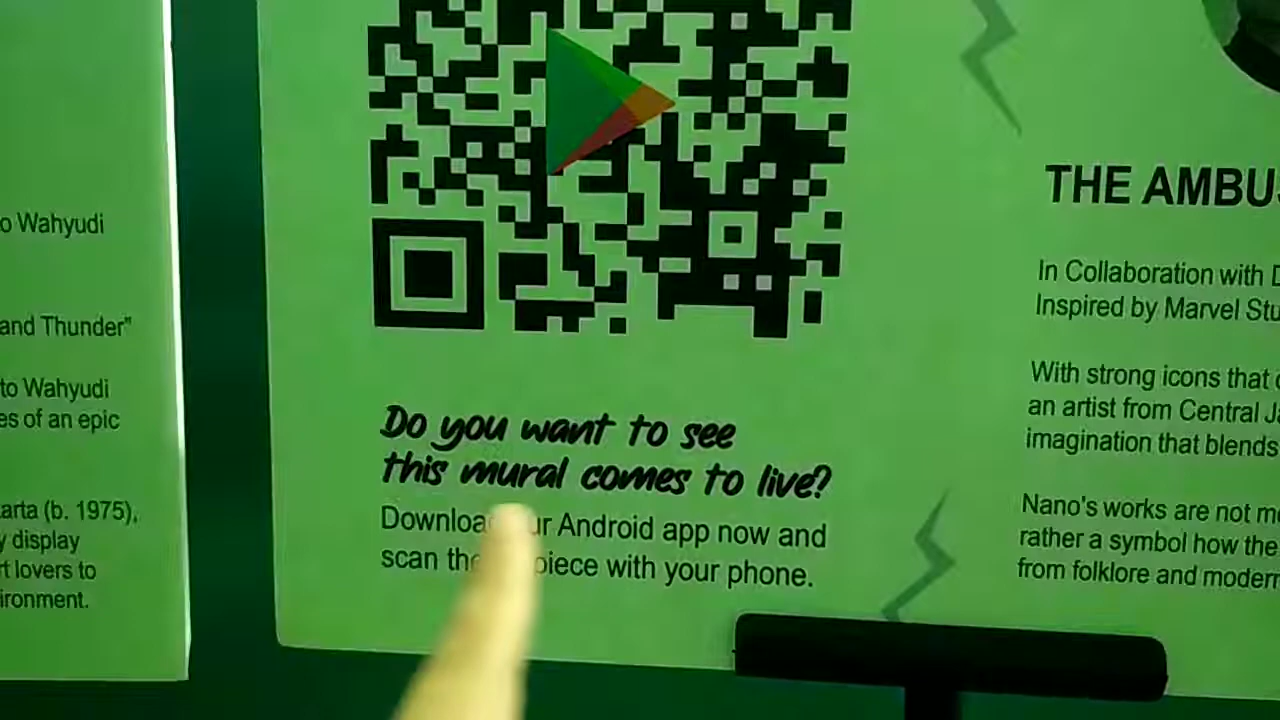 o Wahyudi
and Thunder"
to Wahyudi
es of an epic
arta (b. 1975),
y display
rt lovers to
ironment.
Do you want to see
this mural comes to live?
Downloa ur Android app now and
scan the piece with your phone.
THE AMBU
In Collaboration with D
Inspired by Marvel Stu
With strong icons that
an artist from Central Ja
imagination that blends
Nano's works are not m
rather a symbol how the
from folklore and modern